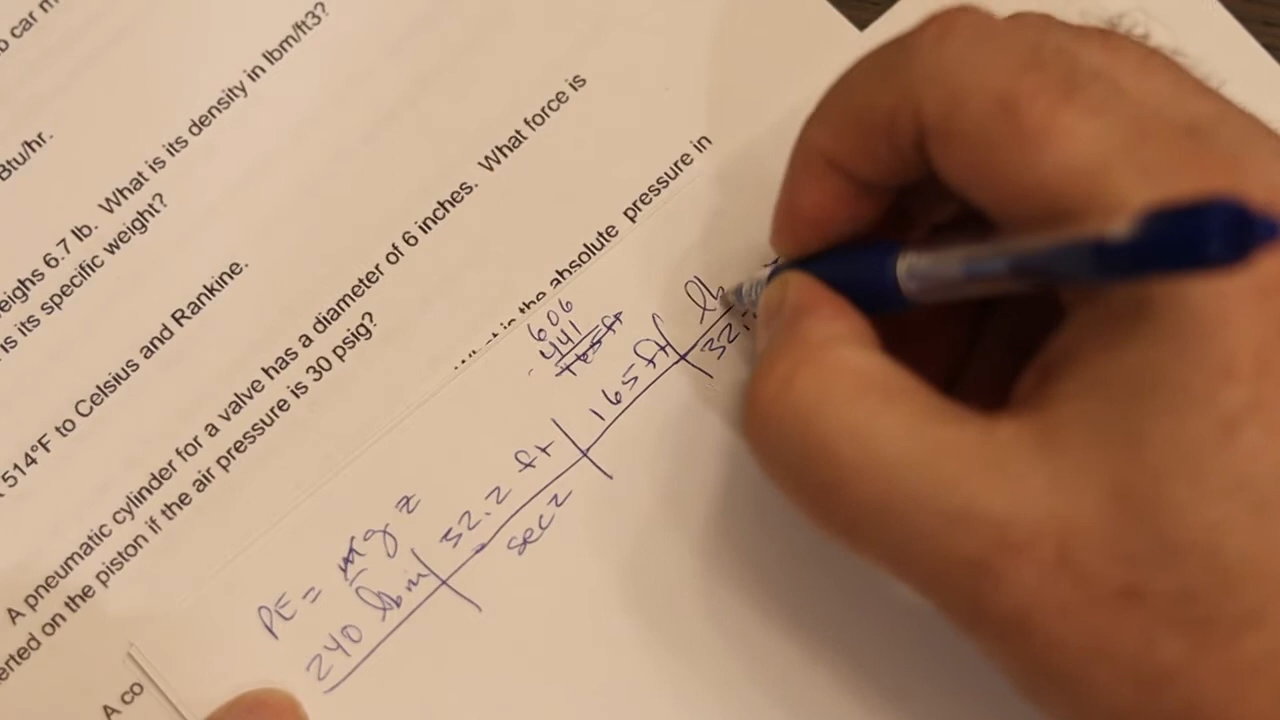 b car
Btu/hr.
eighs 6.7 lb. What is its density in lbm/ft3?
is its specific weight?
514°F to Celsius and Rankine.
A pneumatic cylinder for a valve has a diameter of 6 inches. What force is
erted on the piston if the air pressure is 30 psig?
the absolute pressure in
A co
606
441
165 ft
PE = mgz
240 lbm 32.2 ft 165 ft lb
sec2 32.